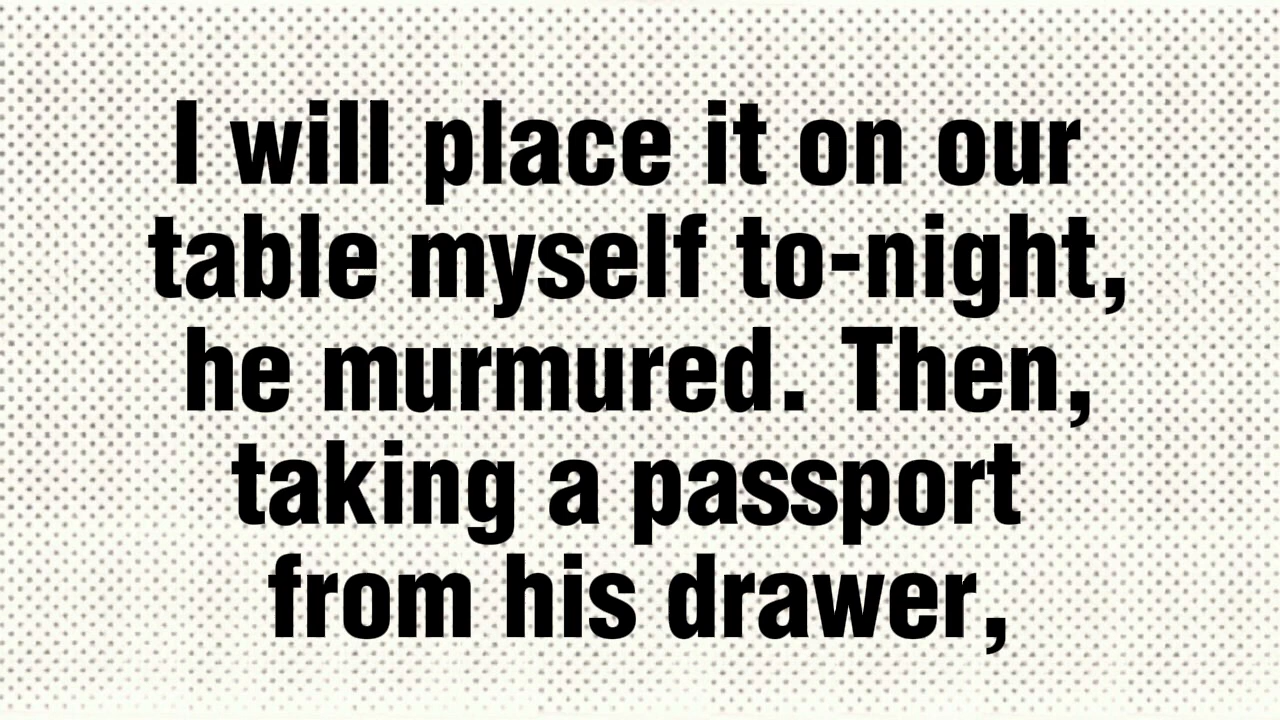 I will place it on our
table myself to-night,
he murmured. Then,
taking a passport
from his drawer,